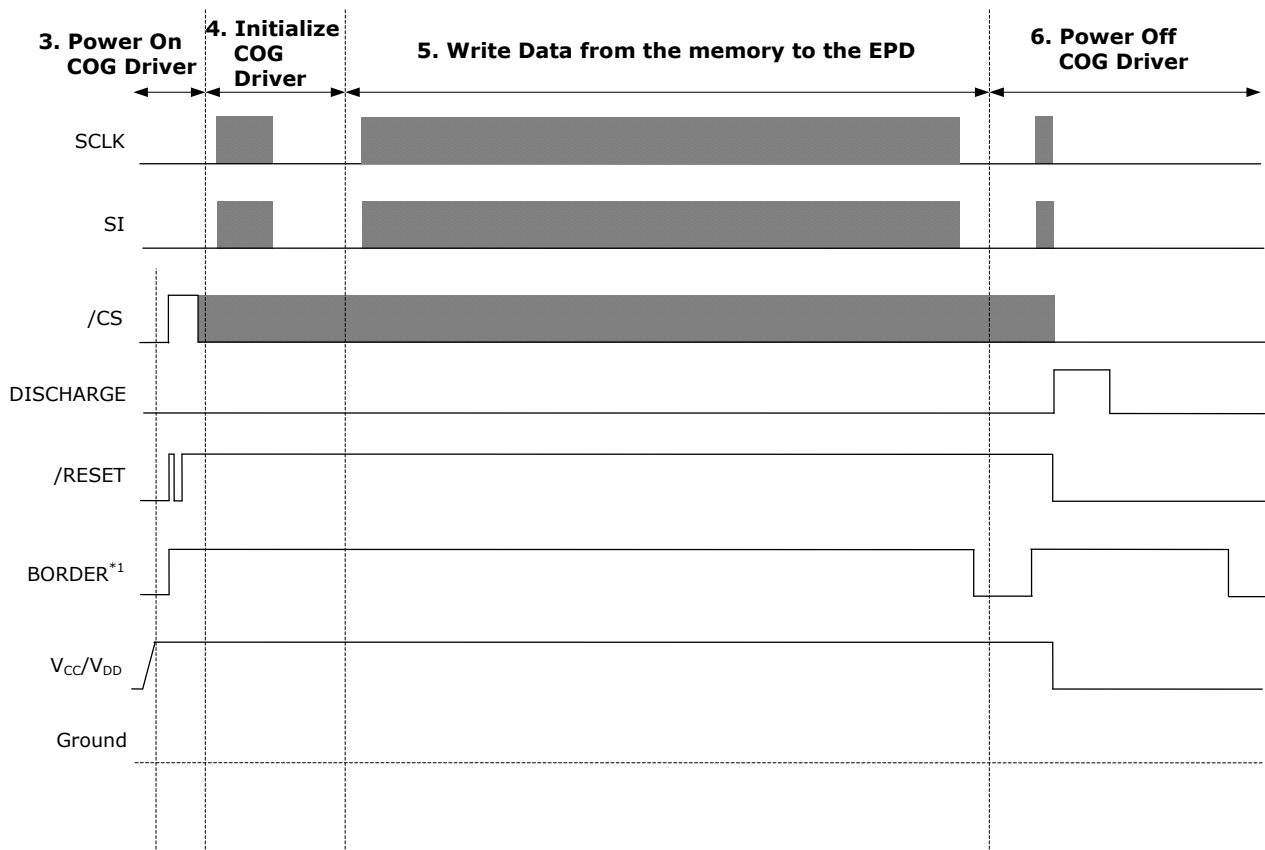 3. Power On
COG Driver
4. Initialize
COG
Driver
5. Write Data from the memory to the EPD
6. Power Off
COG Driver
SCLK
SI
/CS
DISCHARGE
/RESET
BORDER*1
VCC/VDD
Ground